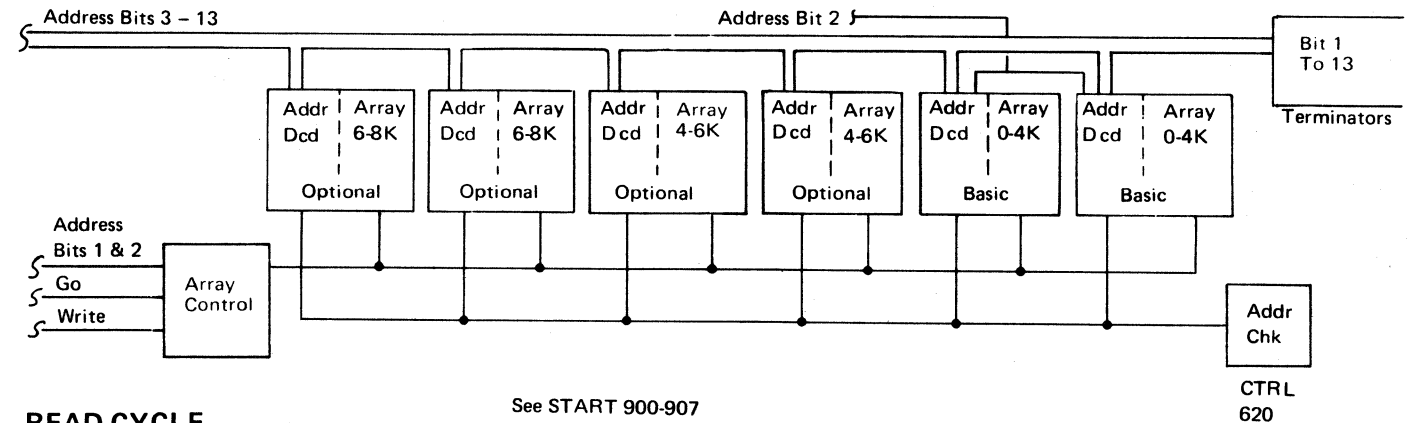 Address Bits 3 – 13
Address Bit 2
Bit 1
To 13
Terminators
Addr Dcd
Array 6-8K
Optional
Addr Dcd
Array 6-8K
Optional
Addr Dcd
Array 4-6K
Optional
Addr Dcd
Array 4-6K
Optional
Addr Dcd
Array 0-4K
Basic
Addr Dcd
Array 0-4K
Basic
Address
Bits 1 & 2
Go
Write
Array
Control
Addr
Chk
CTRL
620
See START 900-907
READ CYCLE